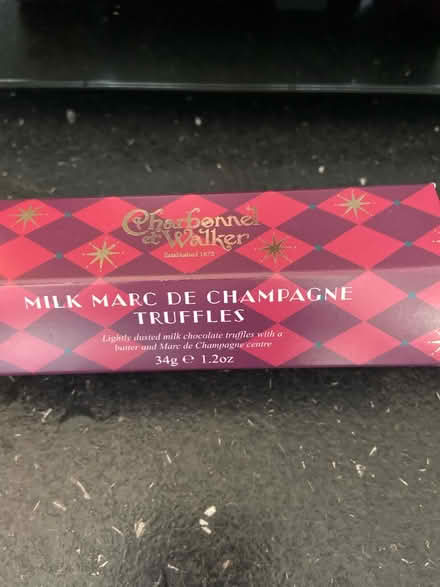 Charbonnel
et Walker
Established 1875
MILK MARC DE CHAMPAGNE
TRUFFLES
Lightly dusted milk chocolate truffles with a
butter and Marc de Champagne centre
34g ℮ 1.2oz